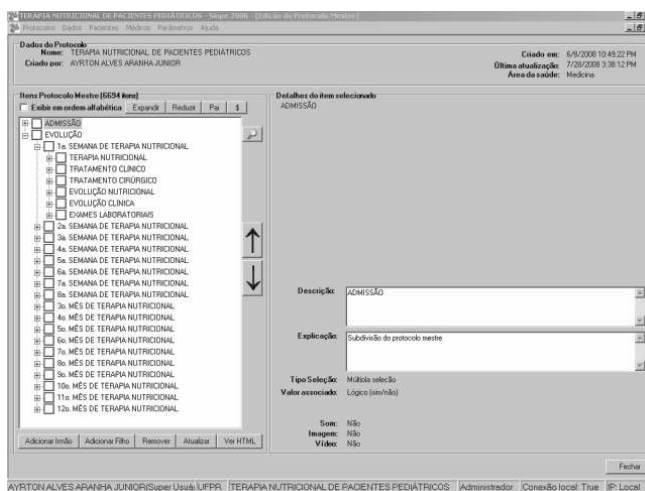 TERAPIA NUTRICIONAL DE PACIENTES PEDIÁTRICOS - Sinpe 2006 - [Edição do Protocolo Mestre]
Protocolos Dados Pacientes Médicos Parâmetros Ajuda
Dados do Protocolo
Nome: TERAPIA NUTRICIONAL DE PACIENTES PEDIÁTRICOS
Criado por: AYRTON ALVES ARANHA JUNIOR
Criado em: 6/8/2008 10:49:22 PM
Última atualização: 7/28/2008 3:38:12 PM
Área da saúde: Medicina
Itens Protocolo Mestre (6694 itens)
Exibir em ordem alfabética Expandir Reduzir Pai
ADMISSÃO
EVOLUÇÃO
1a. SEMANA DE TERAPIA NUTRICIONAL
TERAPIA NUTRICIONAL
TRATAMENTO CLÍNICO
TRATAMENTO CIRÚRGICO
EVOLUÇÃO NUTRICIONAL
EVOLUÇÃO CLÍNICA
EXAMES LABORATORIAIS
2a. SEMANA DE TERAPIA NUTRICIONAL
3a. SEMANA DE TERAPIA NUTRICIONAL
4a. SEMANA DE TERAPIA NUTRICIONAL
5a. SEMANA DE TERAPIA NUTRICIONAL
6a. SEMANA DE TERAPIA NUTRICIONAL
7a. SEMANA DE TERAPIA NUTRICIONAL
8a. SEMANA DE TERAPIA NUTRICIONAL
3o. MÊS DE TERAPIA NUTRICIONAL
4o. MÊS DE TERAPIA NUTRICIONAL
5o. MÊS DE TERAPIA NUTRICIONAL
6o. MÊS DE TERAPIA NUTRICIONAL
7o. MÊS DE TERAPIA NUTRICIONAL
8o. MÊS DE TERAPIA NUTRICIONAL
9o. MÊS DE TERAPIA NUTRICIONAL
10o. MÊS DE TERAPIA NUTRICIONAL
11o. MÊS DE TERAPIA NUTRICIONAL
12o. MÊS DE TERAPIA NUTRICIONAL
Adicionar Irmão Adicionar Filho Remover Atualizar Ver HTML
Detalhes do item selecionado
ADMISSÃO
Descrição: ADMISSÃO
Explicação: Subdivisão do protocolo mestre
Tipo Seleção: Múltipla seleção
Valor associado: Lógico (sim/não)
Som: Não
Imagem: Não
Vídeo: Não
Fechar
AYRTON ALVES ARANHA JUNIOR(Super Usuá UFPR TERAPIA NUTRICIONAL DE PACIENTES PEDIÁTRICOS Administrador Conexão local: True IP: Local